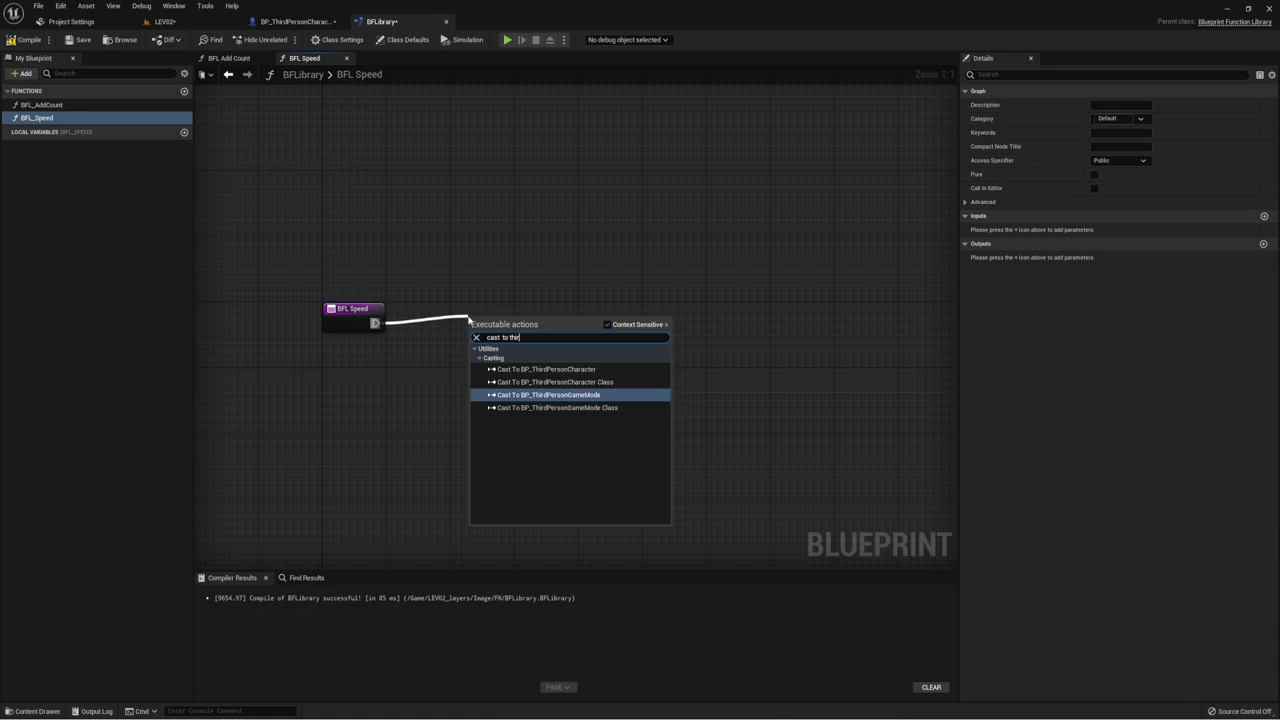 File Edit Asset View Debug Window Tools Help
Project Settings LEV02* BP_ThirdPersonCharac...* BFLibrary*
Parent class: Blueprint Function Library
Compile Save Browse Diff Find Hide Unrelated Class Settings Class Defaults Simulation No debug object selected
My Blueprint
Add Search
FUNCTIONS
BFL_AddCount
BFL_Speed
LOCAL VARIABLES (BFL_SPEED)
BFL Add Count BFL Speed
BFLibrary > BFL Speed
Zoom 1:1
BFL Speed
Executable actions Context Sensitive
cast to thir
Utilities
Casting
Cast To BP_ThirdPersonCharacter
Cast To BP_ThirdPersonCharacter Class
Cast To BP_ThirdPersonGameMode
Cast To BP_ThirdPersonGameMode Class
BLUEPRINT
Compiler Results Find Results
[9654.97] Compile of BFLibrary successful! [in 85 ms] (/Game/LEV02_layers/Image/FN/BFLibrary.BFLibrary)
PAGE CLEAR
Details
Search
Graph
Description
Category Default
Keywords
Compact Node Title
Access Specifier Public
Pure
Call In Editor
Advanced
Inputs
Please press the + icon above to add parameters
Outputs
Please press the + icon above to add parameters
Content Drawer Output Log Cmd Enter Console Command Source Control Off